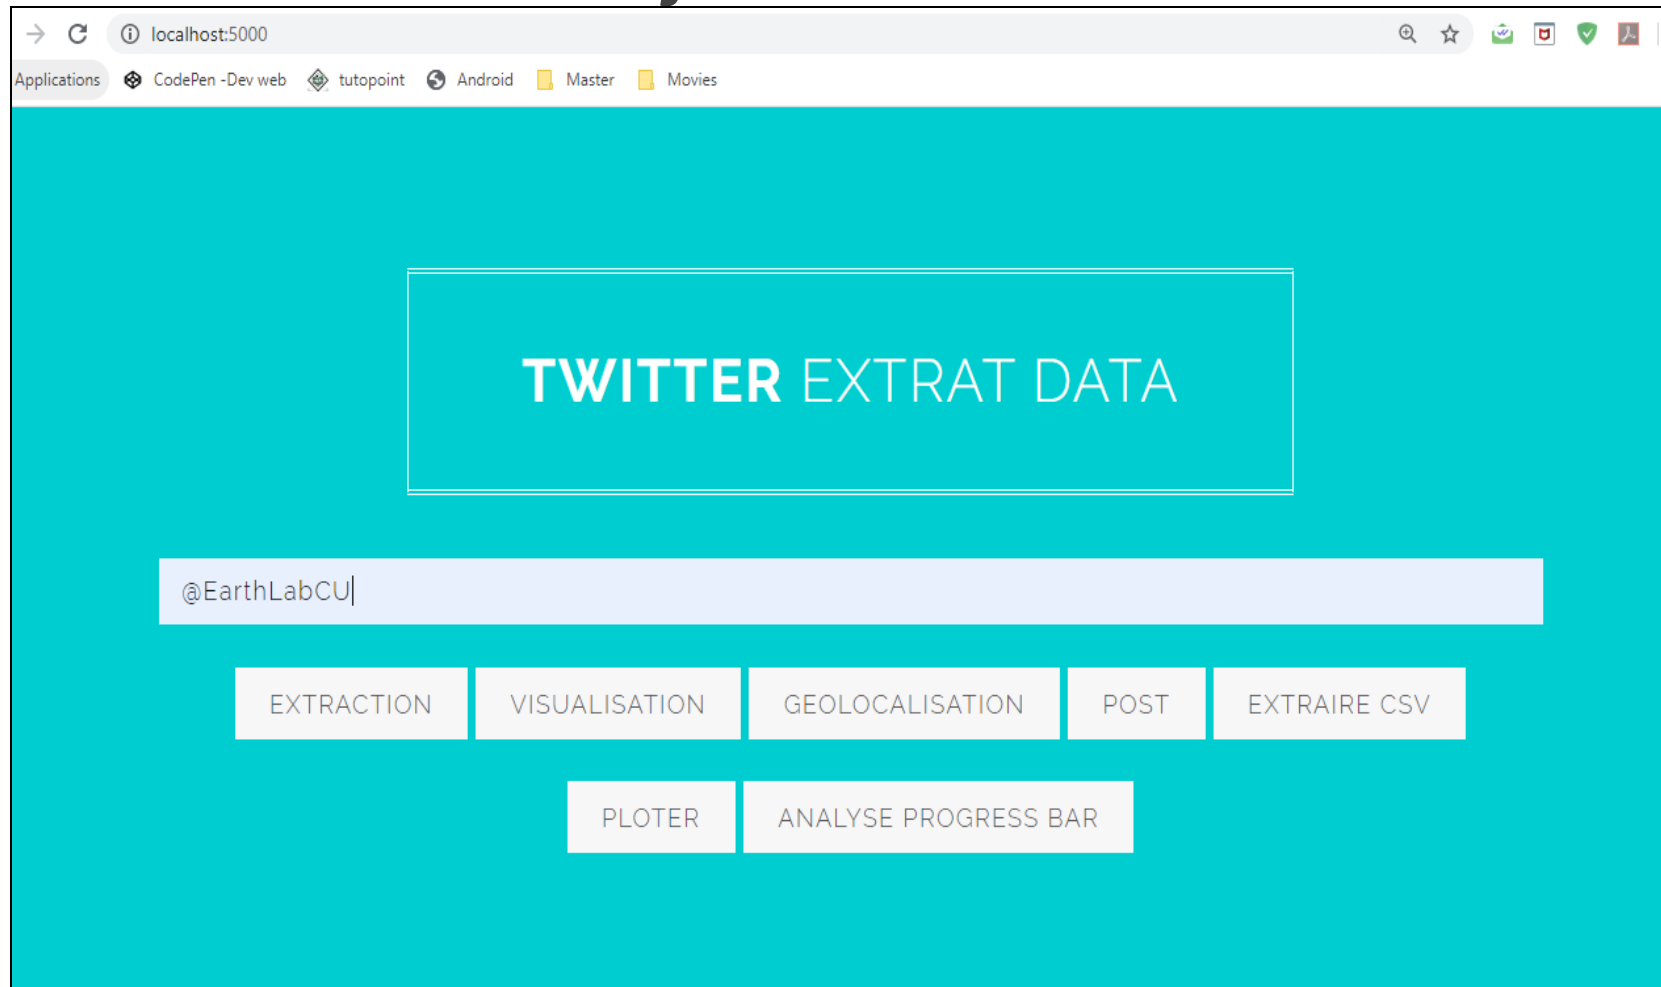 localhost:5000
Applications CodePen -Dev web tutopoint Android Master Movies
TWITTER EXTRAT DATA
@EarthLabCU
EXTRACTION VISUALISATION GEOLOCALISATION POST EXTRAIRE CSV
PLOTER ANALYSE PROGRESS BAR